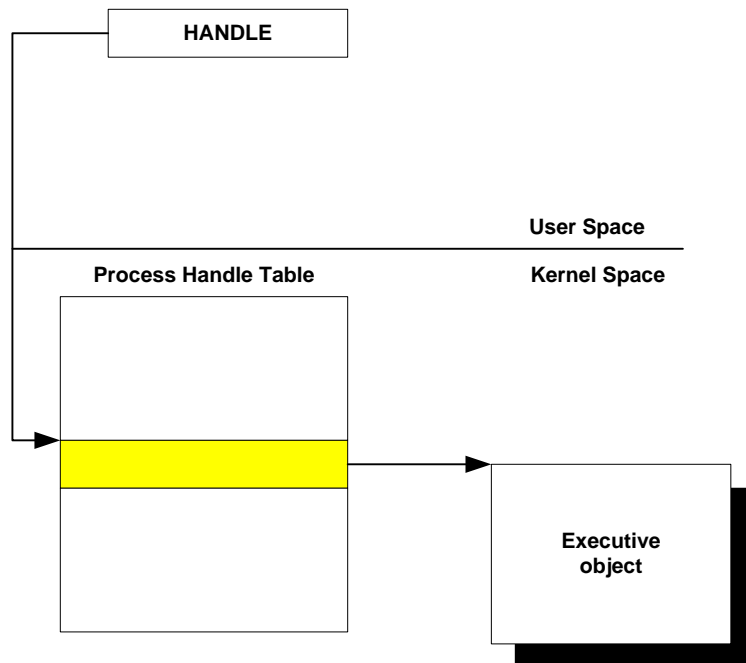 HANDLE
User Space
Process Handle Table
Kernel Space
Executive
object